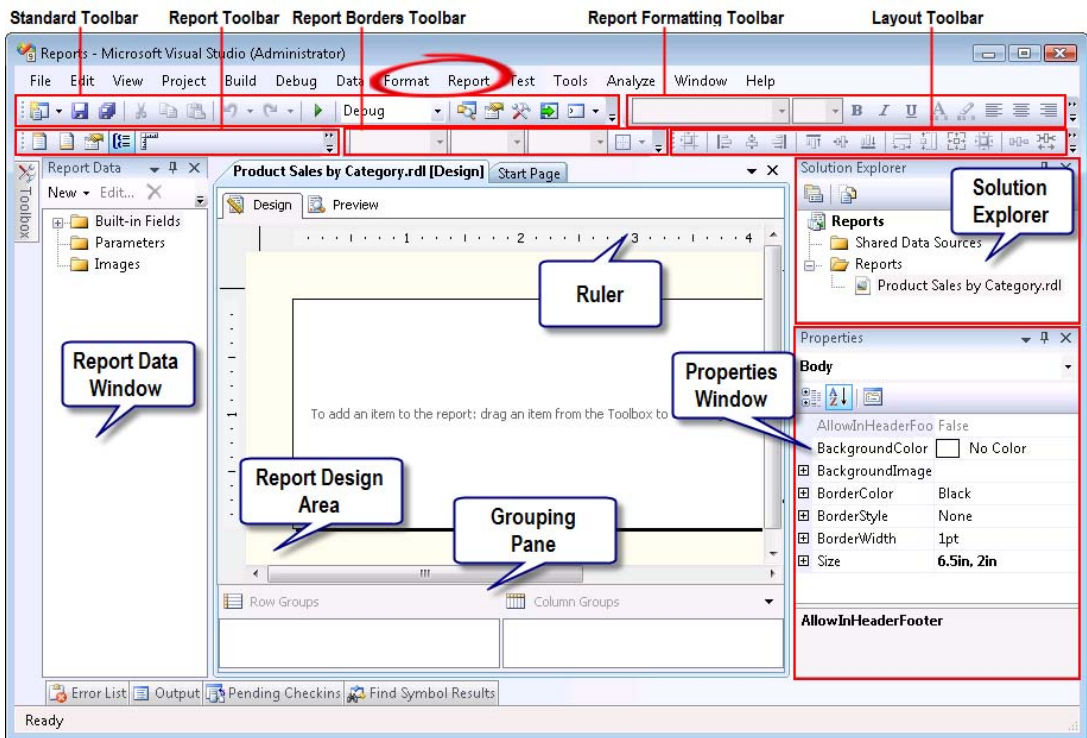 Standard Toolbar Report Toolbar Report Borders Toolbar Report Formatting Toolbar Layout Toolbar
Reports - Microsoft Visual Studio (Administrator)
File Edit View Project Build Debug Data Format Report Test Tools Analyze Window Help
Debug
B I U A
Toolbox
Report Data
New Edit...
Built-in Fields
Parameters
Images
Report Data
Window
Product Sales by Category.rdl [Design] Start Page
Design Preview
1 2 3 4
Ruler
To add an item to the report: drag an item from the Toolbox to
Report Design
Area
Grouping
Pane
Row Groups Column Groups
Solution Explorer
Solution
Explorer
Reports
Shared Data Sources
Reports
Product Sales by Category.rdl
Properties
Body
Properties
Window
AllowInHeaderFoo False
BackgroundColor No Color
BackgroundImage
BorderColor Black
BorderStyle None
BorderWidth 1pt
Size 6.5in, 2in
AllowInHeaderFooter
Error List Output Pending Checkins Find Symbol Results
Ready